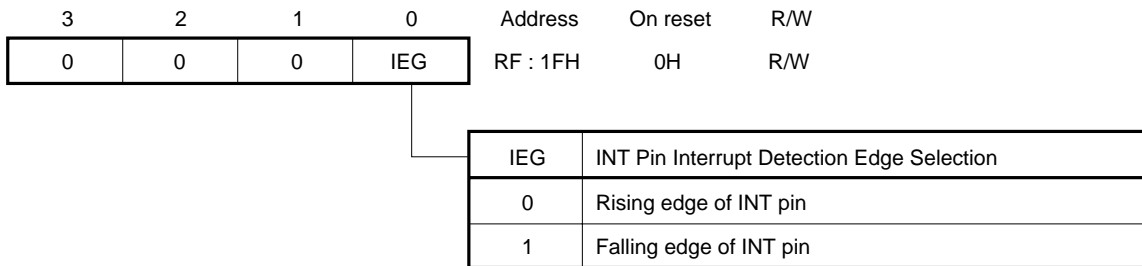 3 2 1 0 Address On reset R/W
0 0 0 IEG RF : 1FH 0H R/W
IEG INT Pin Interrupt Detection Edge Selection
0 Rising edge of INT pin
1 Falling edge of INT pin